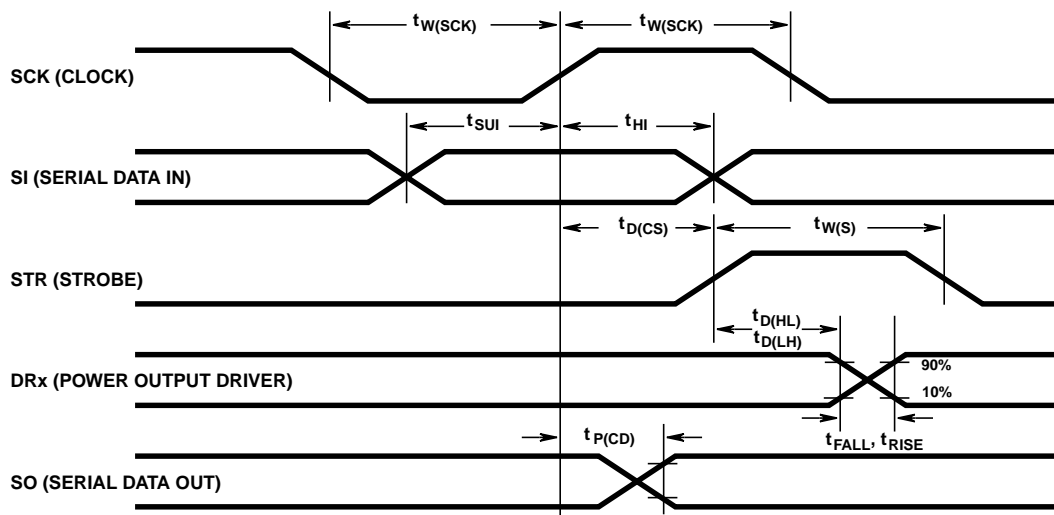 tW(SCK) tW(SCK)
SCK (CLOCK)
tSUI tHI
SI (SERIAL DATA IN)
tD(CS) tW(S)
STR (STROBE)
tD(HL)
tD(LH)
DRx (POWER OUTPUT DRIVER)
90%
10%
tP(CD)
tFALL, tRISE
SO (SERIAL DATA OUT)